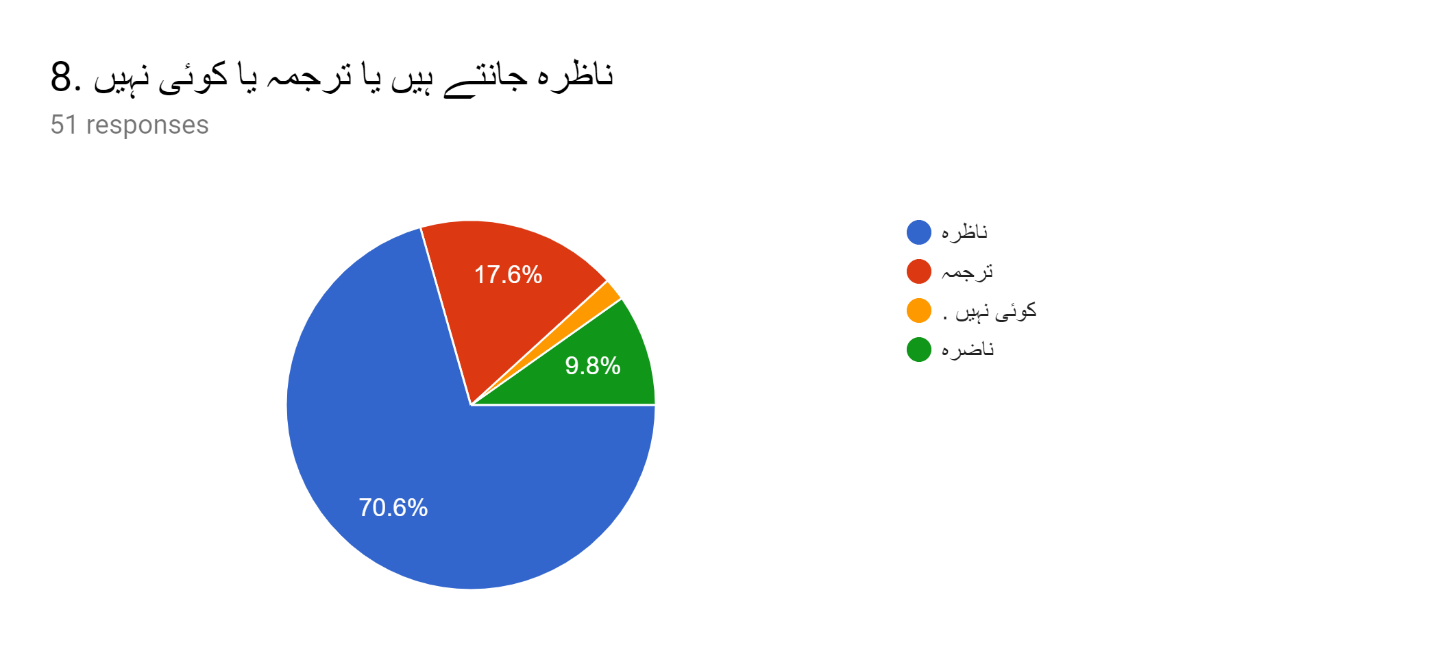 8. ناظرہ جانتے ہیں یا ترجمہ یا کوئی نہیں
51 responses
17.6%
9.8%
70.6%
ناظرہ
ترجمہ
کوئی نہیں .
ناضرہ